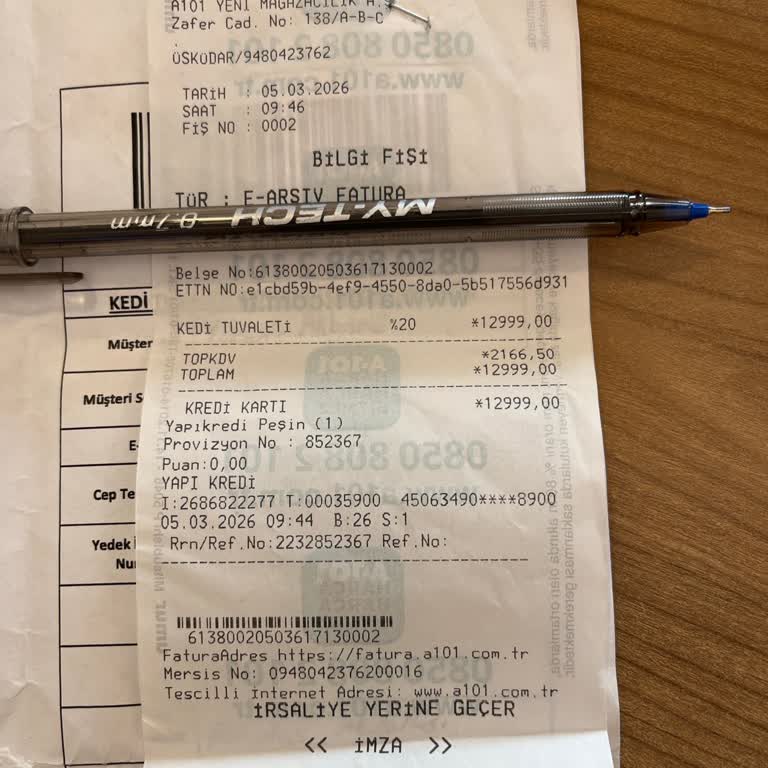 A101 YENİ MAĞAZACILIK A.Ş
Zafer Cad. No: 138/A-B-C
ÜSKÜDAR/9480423762
TARİH : 05.03.2026
SAAT : 09:46
FİŞ NO : 0002
BİLGİ FİŞİ
TÜR : E-ARŞIV FATURA
MY-TECH 0.7mm
Belge No:61380020503617130002
ETTN NO:e1cbd59b-4ef9-4550-8da0-5b517556d931
KEDİ TUVALETİ %20 *12999,00
TOPKDV *2166,50
TOPLAM *12999,00
KREDİ KARTI *12999,00
Yapıkredi Peşin (1)
Provizyon No : 852367
Puan:0,00
YAPI KREDİ
I:2686822277 T:00035900 45063490****8900
05.03.2026 09:44 B:26 S:1
Rrn/Ref.No:2232852367 Ref.No:
61380020503617130002
FaturaAdres https://fatura.a101.com.tr
Mersis No: 0948042376200016
Tescilli İnternet Adresi: www.a101.com.tr
İRSALİYE YERİNE GEÇER
<< İMZA >>
KEDİ
Müşter
Müşteri S
E-
Cep Te
Yedek İ
Nu